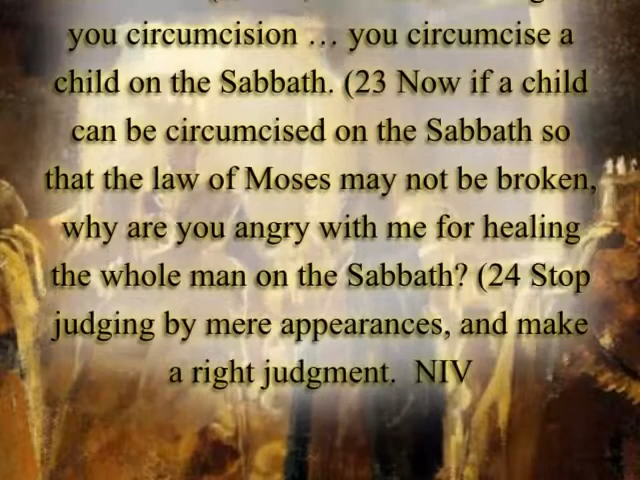 you circumcision … you circumcise a
child on the Sabbath. (23 Now if a child
can be circumcised on the Sabbath so
that the law of Moses may not be broken,
why are you angry with me for healing
the whole man on the Sabbath? (24 Stop
judging by mere appearances, and make
a right judgment.  NIV